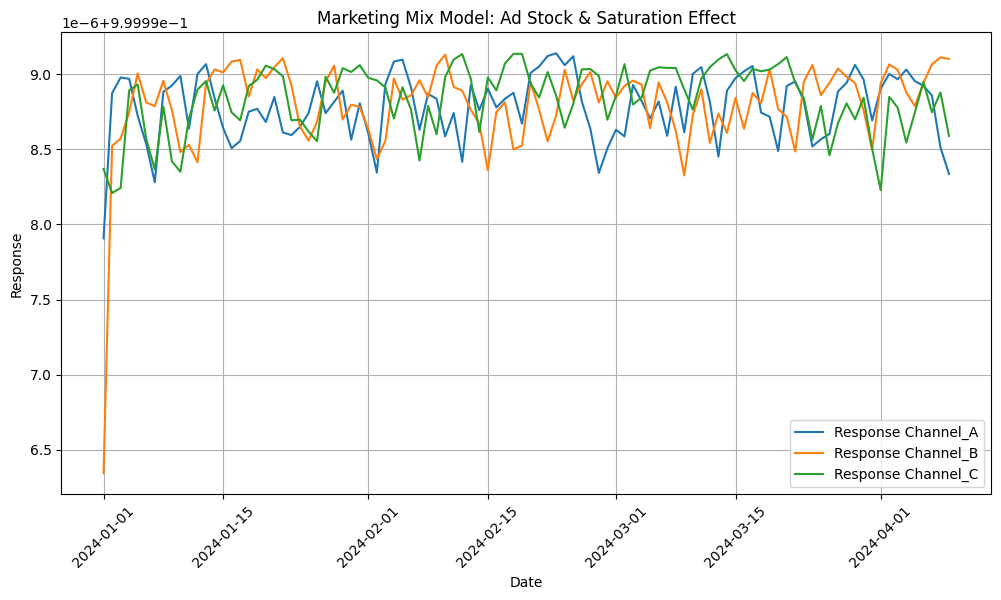 Marketing Mix Model: Ad Stock & Saturation Effect
1e−6+9.9999e−1
9.0
8.5
8.0
7.5
7.0
6.5
Response
Response Channel_A
Response Channel_B
Response Channel_C
2024-01-01
2024-01-15
2024-02-01
2024-02-15
2024-03-01
2024-03-15
2024-04-01
Date